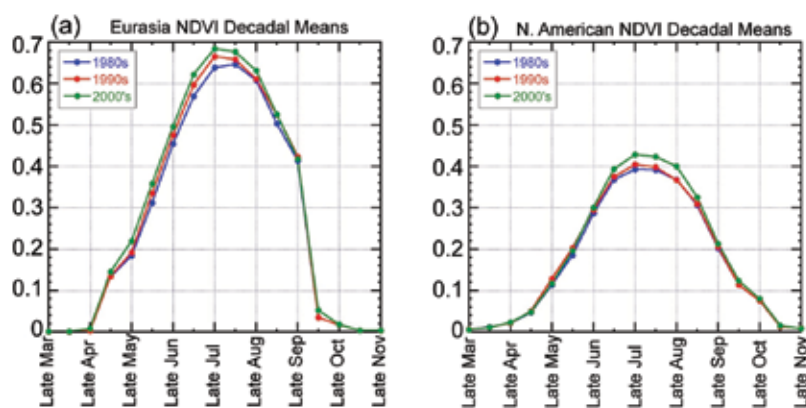 (a) Eurasia NDVI Decadal Means
0.7
0.6
0.5
0.4
0.3
0.2
0.1
0
1980s
1990s
2000's
Late Mar
Late Apr
Late May
Late Jun
Late Jul
Late Aug
Late Sep
Late Oct
Late Nov
(b) N. American NDVI Decadal Means
0.7
0.6
0.5
0.4
0.3
0.2
0.1
0
1980s
1990s
2000's
Late Mar
Late Apr
Late May
Late Jun
Late Jul
Late Aug
Late Sep
Late Oct
Late Nov